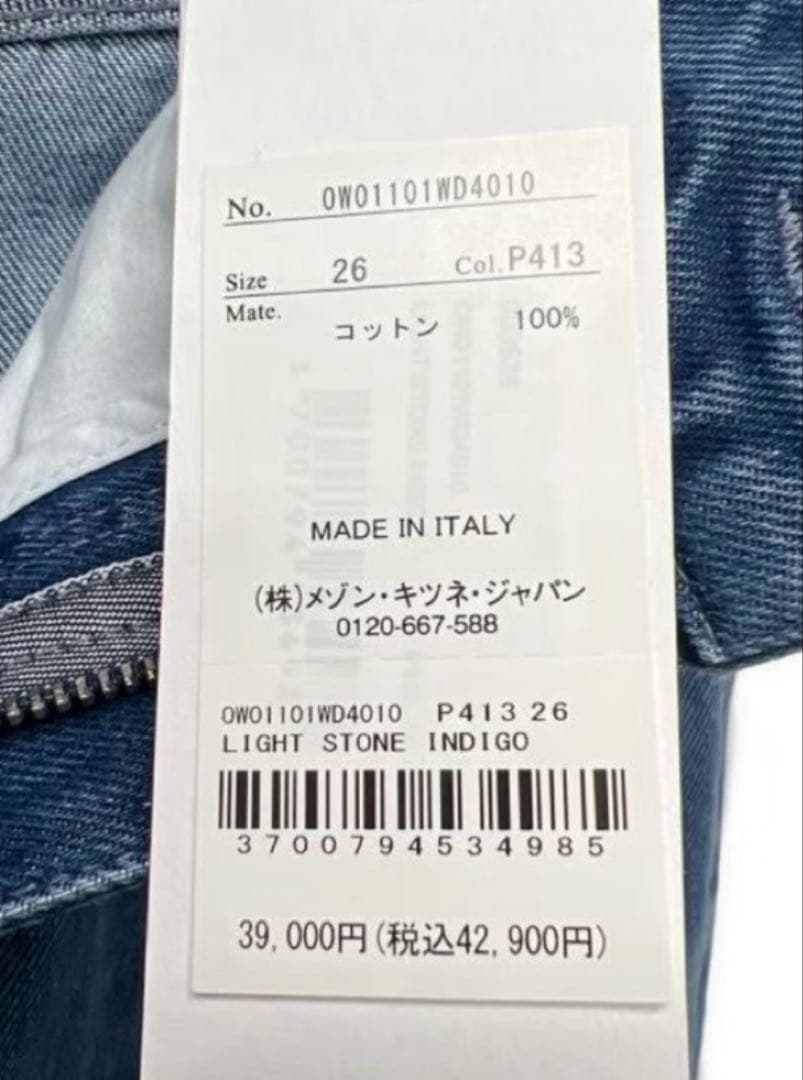 No. 0W01101WD4010
Size 26 Col. P413
Mate.
コットン 100%
MADE IN ITALY
(株)メゾン・キツネ・ジャパン
0120-667-588
0W01101WD4010 P413 26
LIGHT STONE INDIGO
3700794534985
39,000円(税込42,900円)